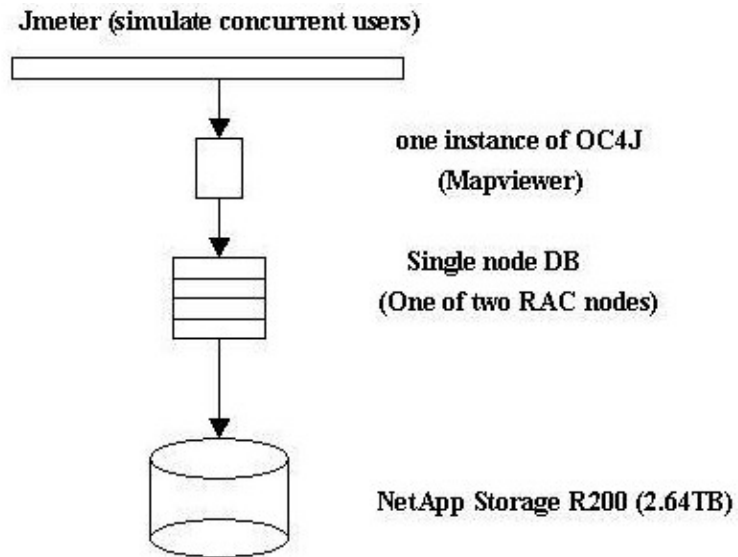 Jmeter (simulate concurrent users)
one instance of OC4J
(Mapviewer)
Single node DB
(One of two RAC nodes)
NetApp Storage R200 (2.64TB)